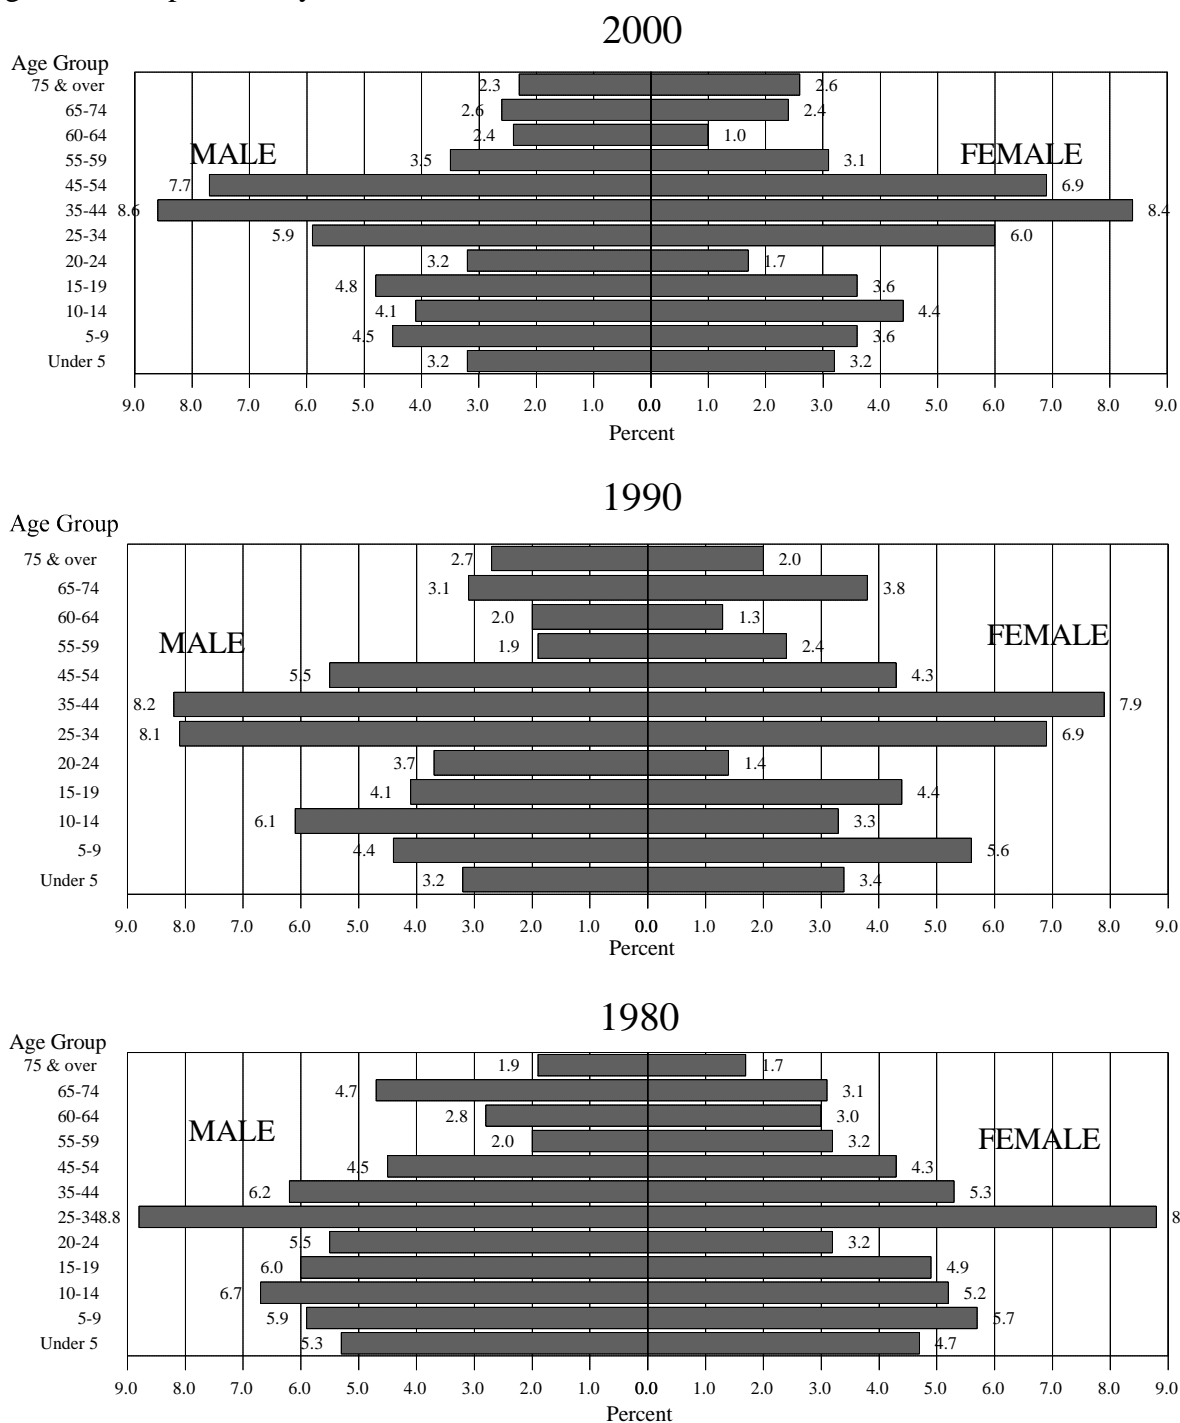 2000
Age Group
75 & over 2.3 2.6
65-74 2.6 2.4
60-64 2.4 1.0
MALE FEMALE
55-59 3.5 3.1
45-54 7.7 6.9
35-44 8.6 8.4
25-34 5.9 6.0
20-24 3.2 1.7
15-19 4.8 3.6
10-14 4.1 4.4
5-9 4.5 3.6
Under 5 3.2 3.2
9.0 8.0 7.0 6.0 5.0 4.0 3.0 2.0 1.0 0.0 1.0 2.0 3.0 4.0 5.0 6.0 7.0 8.0 9.0
Percent
1990
Age Group
75 & over 2.7 2.0
65-74 3.1 3.8
60-64 2.0 1.3
MALE FEMALE
55-59 1.9 2.4
45-54 5.5 4.3
35-44 8.2 7.9
25-34 8.1 6.9
20-24 3.7 1.4
15-19 4.1 4.4
10-14 6.1 3.3
5-9 4.4 5.6
Under 5 3.2 3.4
9.0 8.0 7.0 6.0 5.0 4.0 3.0 2.0 1.0 0.0 1.0 2.0 3.0 4.0 5.0 6.0 7.0 8.0 9.0
Percent
1980
Age Group
75 & over 1.9 1.7
65-74 4.7 3.1
60-64 2.8 3.0
MALE FEMALE
55-59 2.0 3.2
45-54 4.5 4.3
35-44 6.2 5.3
25-34 8.8 8
20-24 5.5 3.2
15-19 6.0 4.9
10-14 6.7 5.2
5-9 5.9 5.7
Under 5 5.3 4.7
9.0 8.0 7.0 6.0 5.0 4.0 3.0 2.0 1.0 0.0 1.0 2.0 3.0 4.0 5.0 6.0 7.0 8.0 9.0
Percent